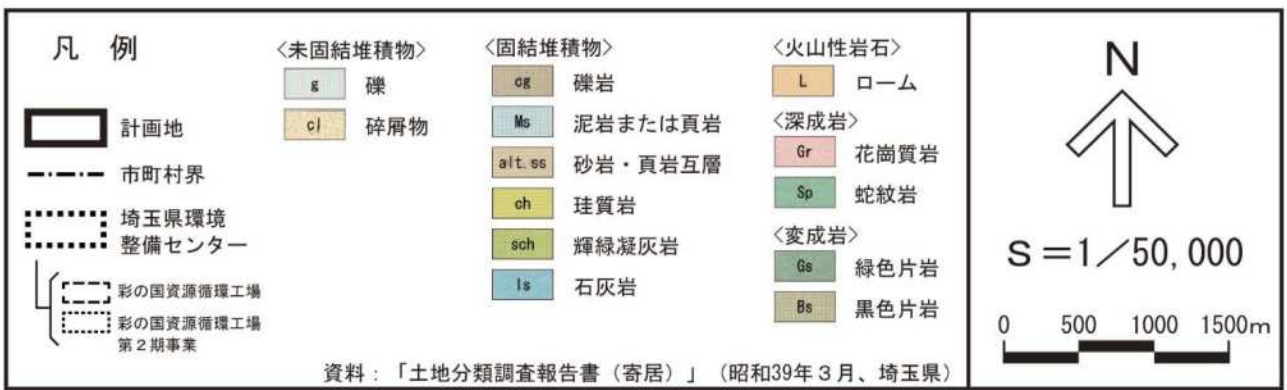 凡 例
計画地
市町村界
埼玉県環境
整備センター
彩の国資源循環工場
彩の国資源循環工場
第2期事業
〈未固結堆積物〉
g 礫
cl 碎屑物
〈固結堆積物〉
cg 礫岩
Ms 泥岩または頁岩
alt.ss 砂岩・頁岩互層
ch 珪質岩
sch 輝緑凝灰岩
ls 石灰岩
〈火山性岩石〉
L ローム
〈深成岩〉
Gr 花崗質岩
Sp 蛇紋岩
〈変成岩〉
Gs 緑色片岩
Bs 黒色片岩
資料：「土地分類調査報告書（寄居）」（昭和39年3月、埼玉県）
N
S＝1／50,000
0 500 1000 1500m